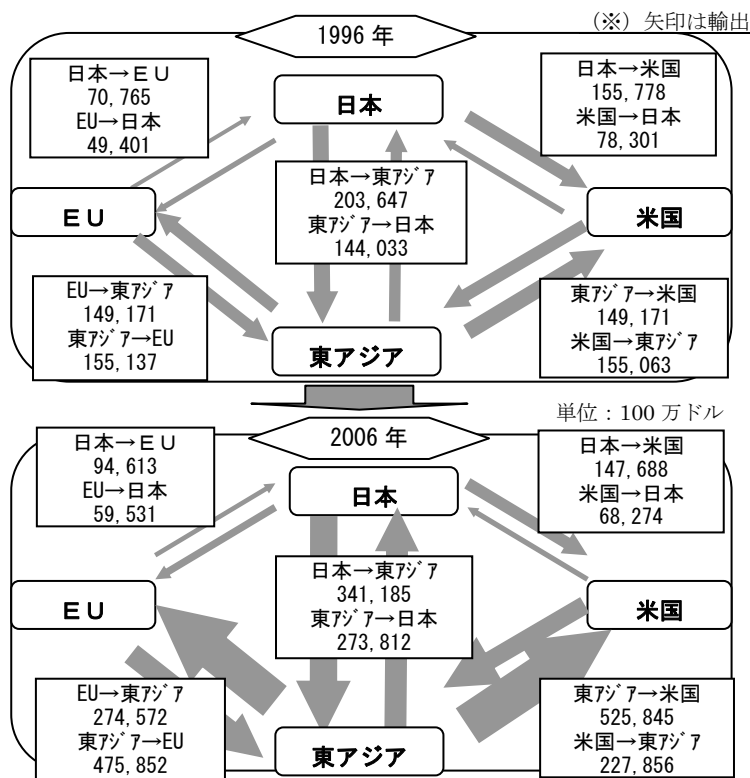 (※) 矢印は輸出
1996 年
日本→ＥＵ
70,765
EU→日本
49,401
日本
日本→米国
155,778
米国→日本
78,301
日本→東ｱｼﾞｱ
203,647
東ｱｼﾞｱ→日本
144,033
ＥＵ
米国
EU→東ｱｼﾞｱ
149,171
東ｱｼﾞｱ→EU
155,137
東アジア
東ｱｼﾞｱ→米国
149,171
米国→東ｱｼﾞｱ
155,063
単位：100 万ドル
2006 年
日本→ＥＵ
94,613
EU→日本
59,531
日本
日本→米国
147,688
米国→日本
68,274
日本→東ｱｼﾞｱ
341,185
東ｱｼﾞｱ→日本
273,812
ＥＵ
米国
EU→東ｱｼﾞｱ
274,572
東ｱｼﾞｱ→EU
475,852
東アジア
東ｱｼﾞｱ→米国
525,845
米国→東ｱｼﾞｱ
227,856